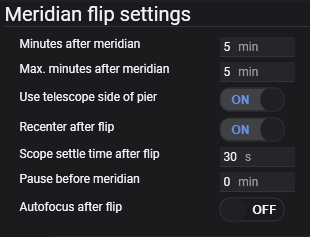 Meridian flip settings
Minutes after meridian 5 min
Max. minutes after meridian 5 min
Use telescope side of pier ON
Recenter after flip ON
Scope settle time after flip 30 s
Pause before meridian 0 min
Autofocus after flip OFF